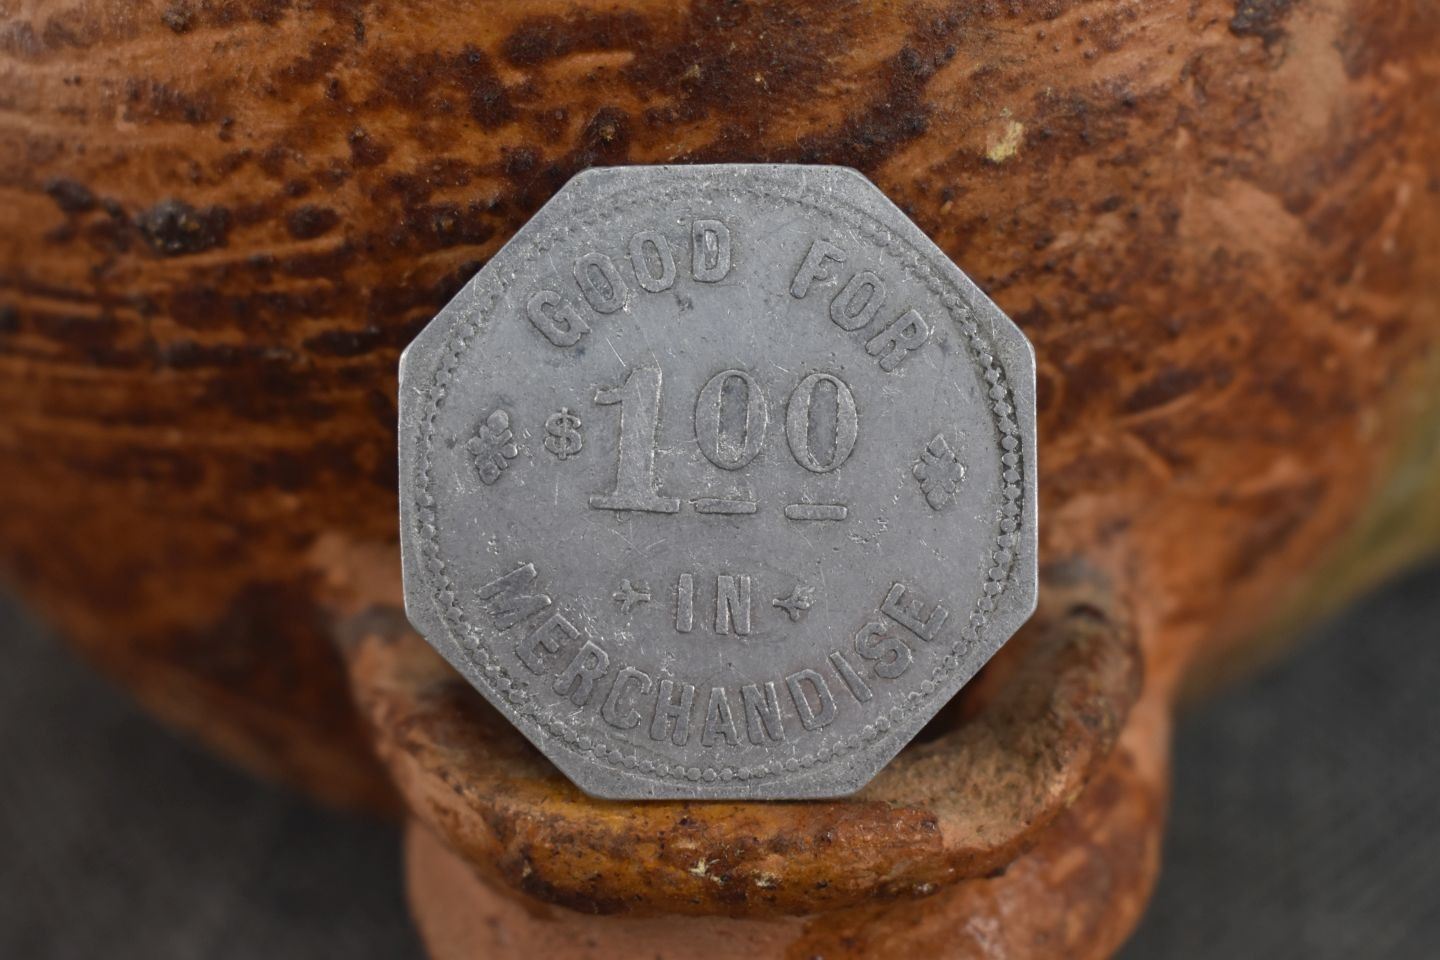 GOOD FOR
$ 1.00
IN
MERCHANDISE